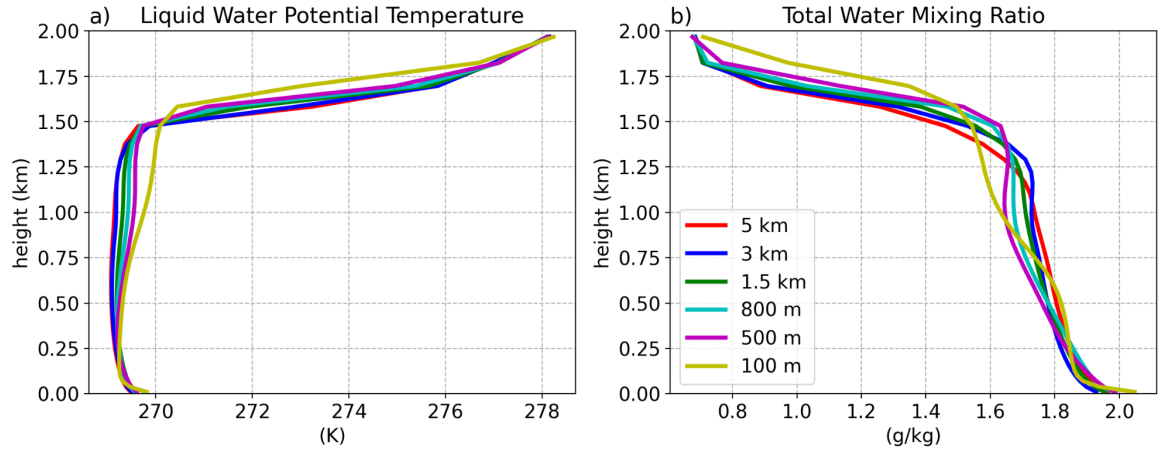 a) Liquid Water Potential Temperature
2.00
1.75
1.50
1.25
1.00
0.75
0.50
0.25
0.00
height (km)
270 272 274 276 278
(K)
b) Total Water Mixing Ratio
2.00
1.75
1.50
1.25
1.00
0.75
0.50
0.25
0.00
height (km)
5 km
3 km
1.5 km
800 m
500 m
100 m
0.8 1.0 1.2 1.4 1.6 1.8 2.0
(g/kg)